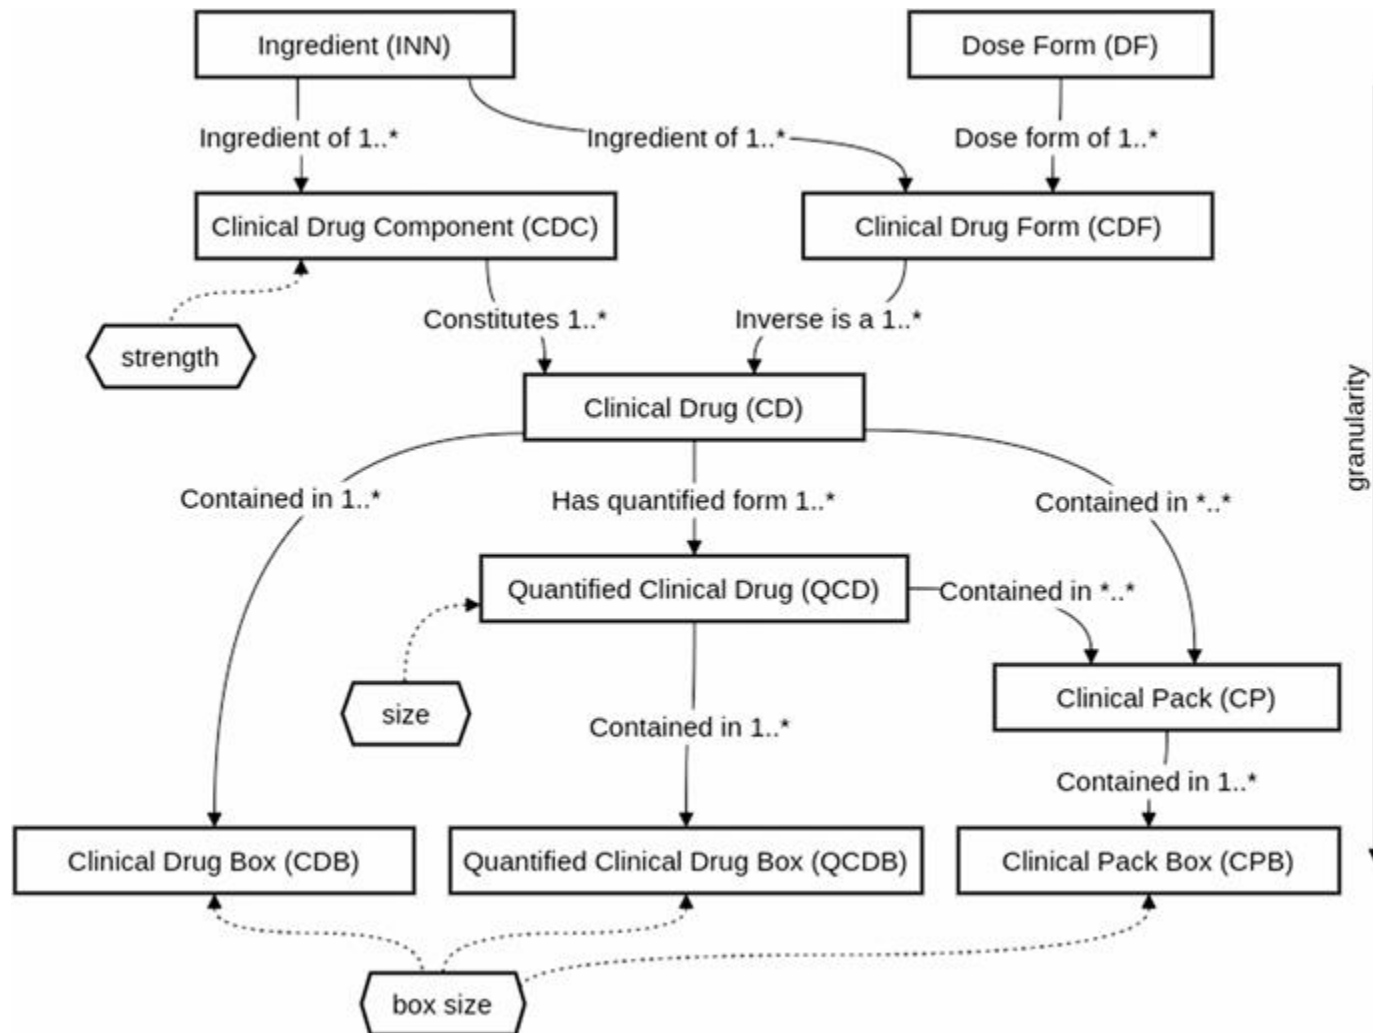 Ingredient (INN)
Dose Form (DF)
Ingredient of 1..*
Ingredient of 1..*
Dose form of 1..*
Clinical Drug Component (CDC)
Clinical Drug Form (CDF)
strength
Constitutes 1..*
Inverse is a 1..*
Clinical Drug (CD)
granularity
Contained in 1..*
Has quantified form 1..*
Contained in *..*
Quantified Clinical Drug (QCD)
Contained in *..*
size
Clinical Pack (CP)
Contained in 1..*
Contained in 1..*
Clinical Drug Box (CDB)
Quantified Clinical Drug Box (QCDB)
Clinical Pack Box (CPB)
box size